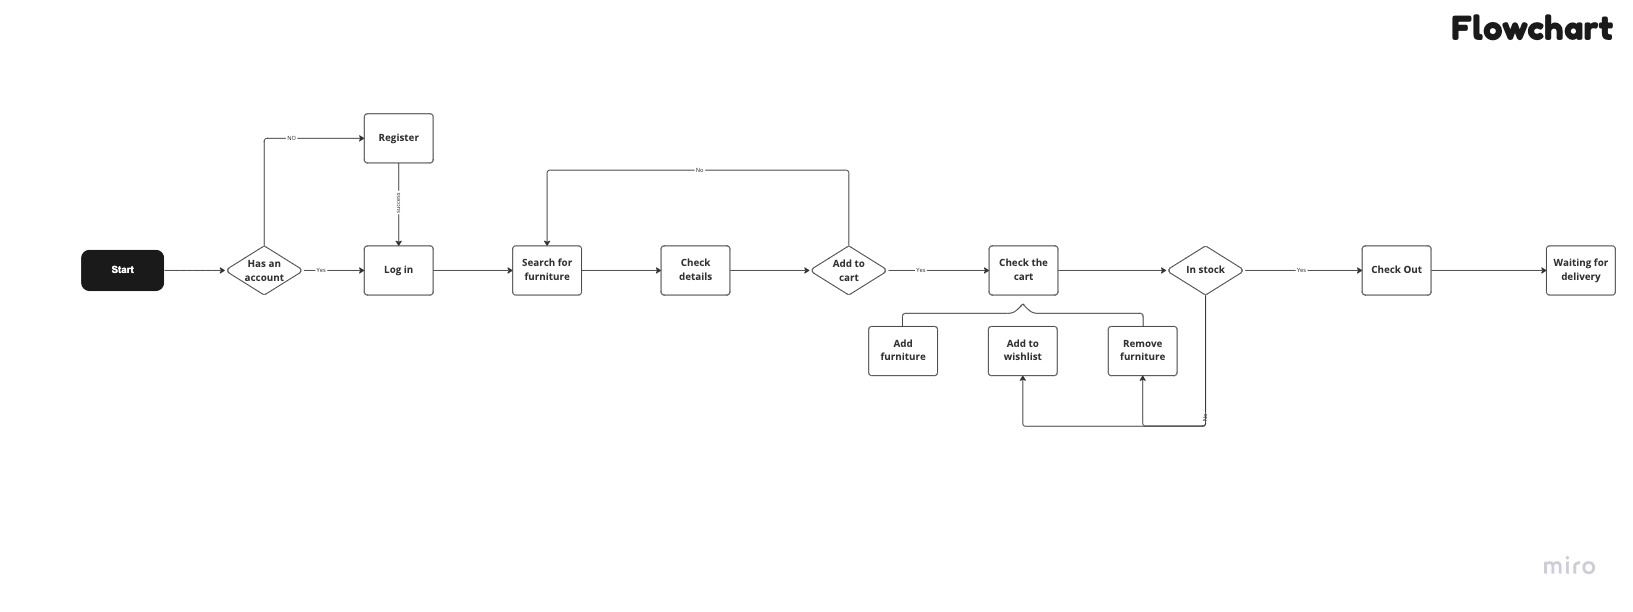 Flowchart
NO
Register
success
No
Start
Has an
account
Yes
Log in
Search for
furniture
Check
details
Add to
cart
Yes
Check the
cart
In stock
Yes
Check Out
Waiting for
delivery
Add
furniture
Add to
wishlist
Remove
furniture
miro